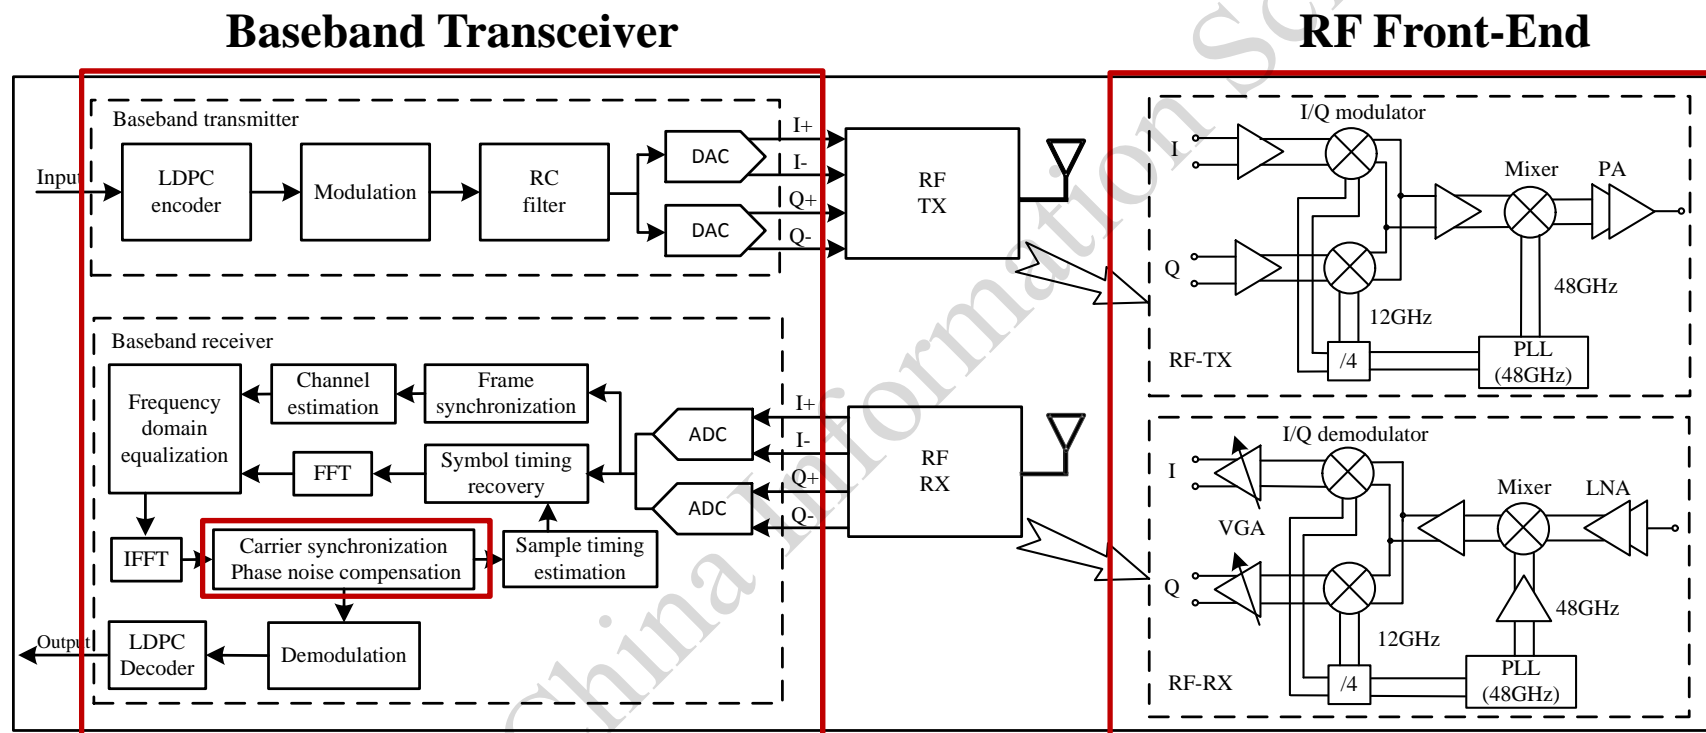 Baseband Transceiver
RF Front-End
Baseband transmitter
Input
LDPC
encoder
Modulation
RC
filter
DAC
DAC
I+
I-
Q+
Q-
RF
TX
I/Q modulator
I
Q
Mixer
PA
48GHz
12GHz
RF-TX
/4
PLL
(48GHz)
Baseband receiver
Frequency
domain
equalization
Channel
estimation
Frame
synchronization
FFT
Symbol timing
recovery
ADC
ADC
I+
I-
Q+
Q-
RF
RX
IFFT
Carrier synchronization
Phase noise compensation
Sample timing
estimation
Output
LDPC
Decoder
Demodulation
I/Q demodulator
I
VGA
Q
Mixer
LNA
48GHz
12GHz
RF-RX
/4
PLL
(48GHz)
China Information